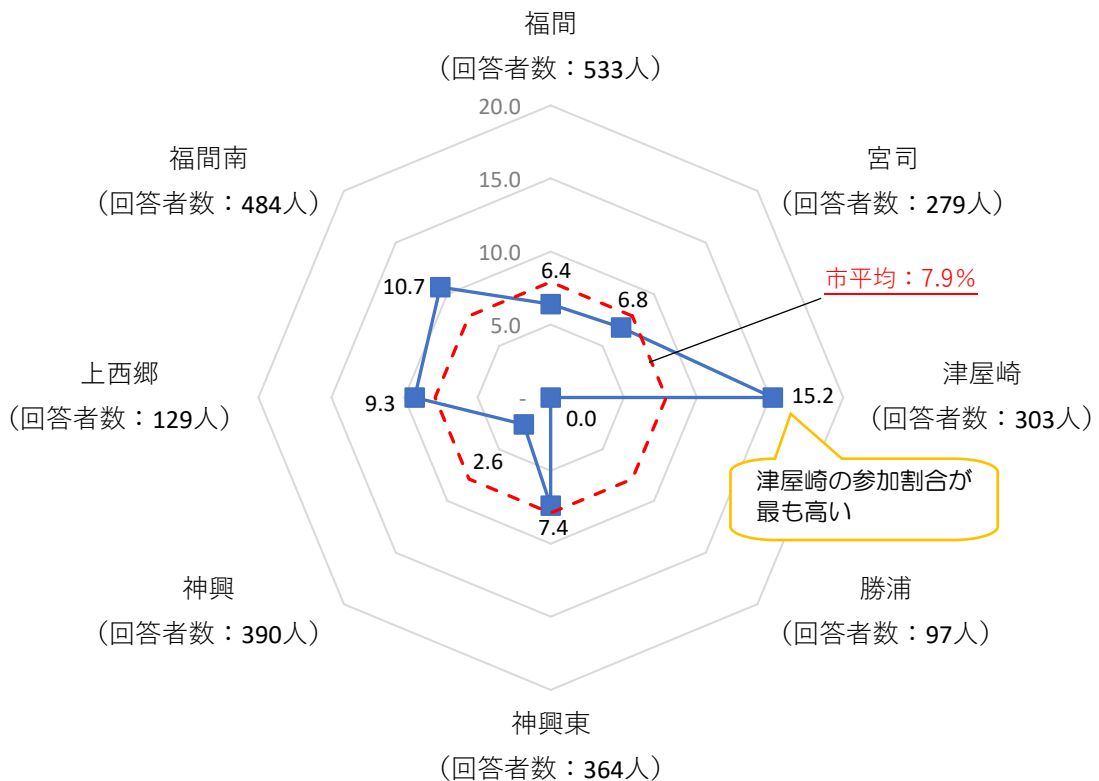 福間
（回答者数：533人）
20.0
福間南
（回答者数：484人）
宮司
（回答者数：279人）
15.0
10.0
10.7
6.4
6.8
市平均：7.9％
5.0
上西郷
（回答者数：129人）
9.3
-
0.0
15.2
津屋崎
（回答者数：303人）
2.6
7.4
津屋崎の参加割合が
最も高い
神興
（回答者数：390人）
勝浦
（回答者数：97人）
神興東
（回答者数：364人）